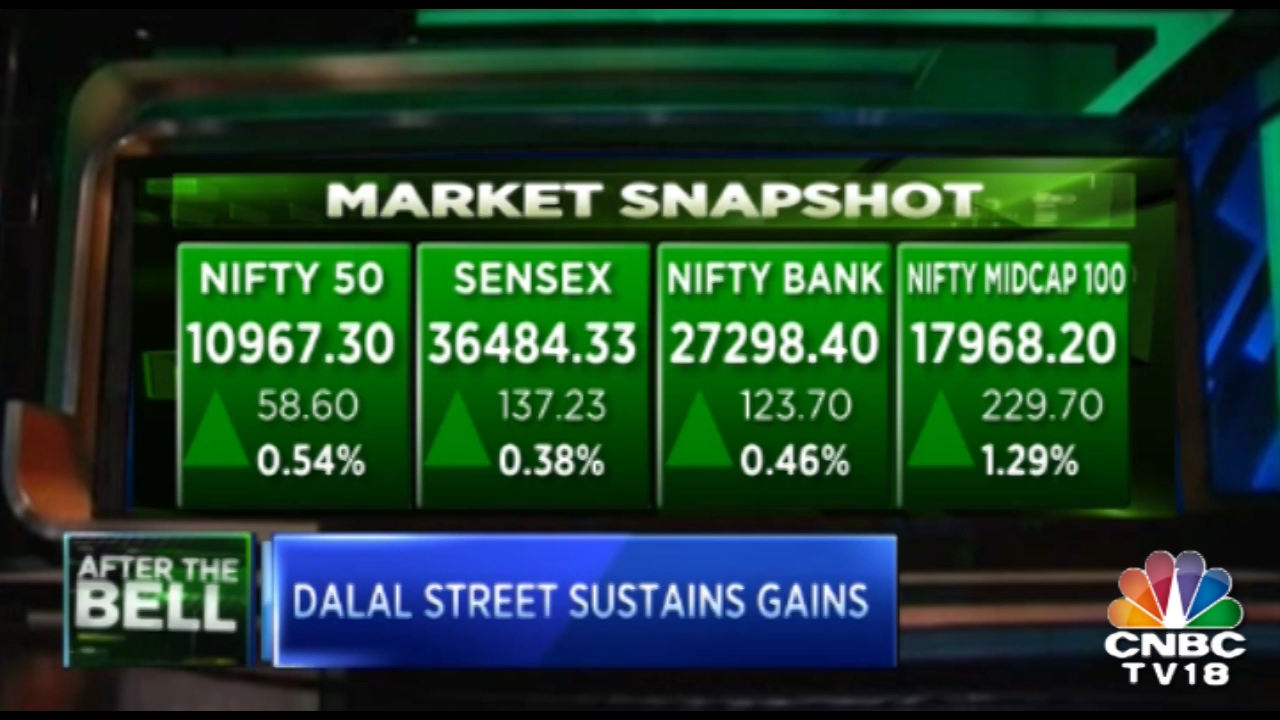 MARKET SNAPSHOT
NIFTY 50
10967.30
58.60
0.54%
SENSEX
36484.33
137.23
0.38%
NIFTY BANK
27298.40
123.70
0.46%
NIFTY MIDCAP 100
17968.20
229.70
1.29%
AFTER THE
BELL
DALAL STREET SUSTAINS GAINS
CNBC
TV18